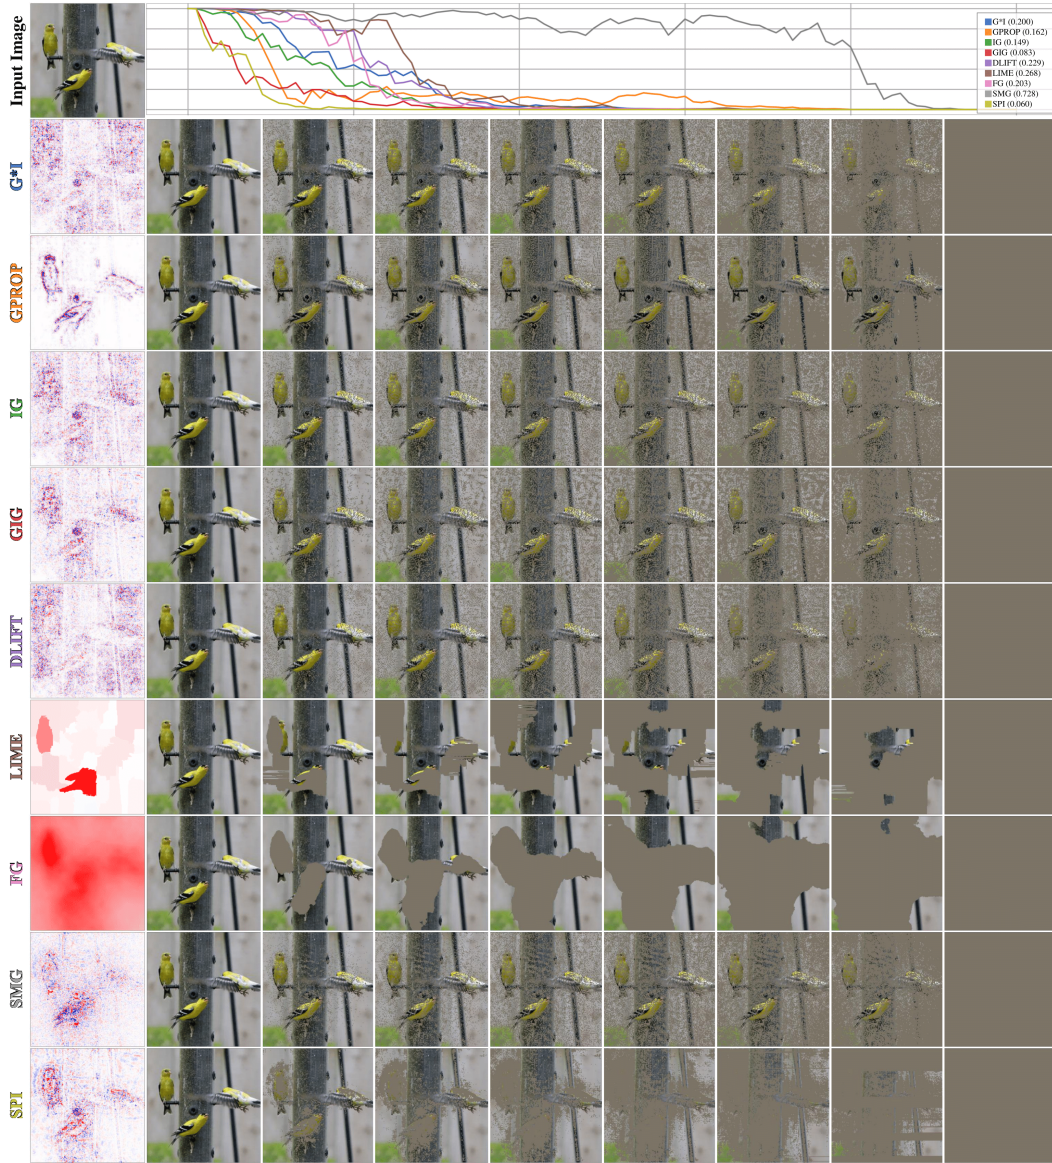 Input Image
G*I (0.200)
GPROP (0.162)
IG (0.149)
GIG (0.083)
DLIFT (0.229)
LIME (0.268)
FG (0.203)
SMG (0.728)
SPI (0.060)
G*I
GPROP
IG
GIG
DLIFT
LIME
FG
SMG
SPI